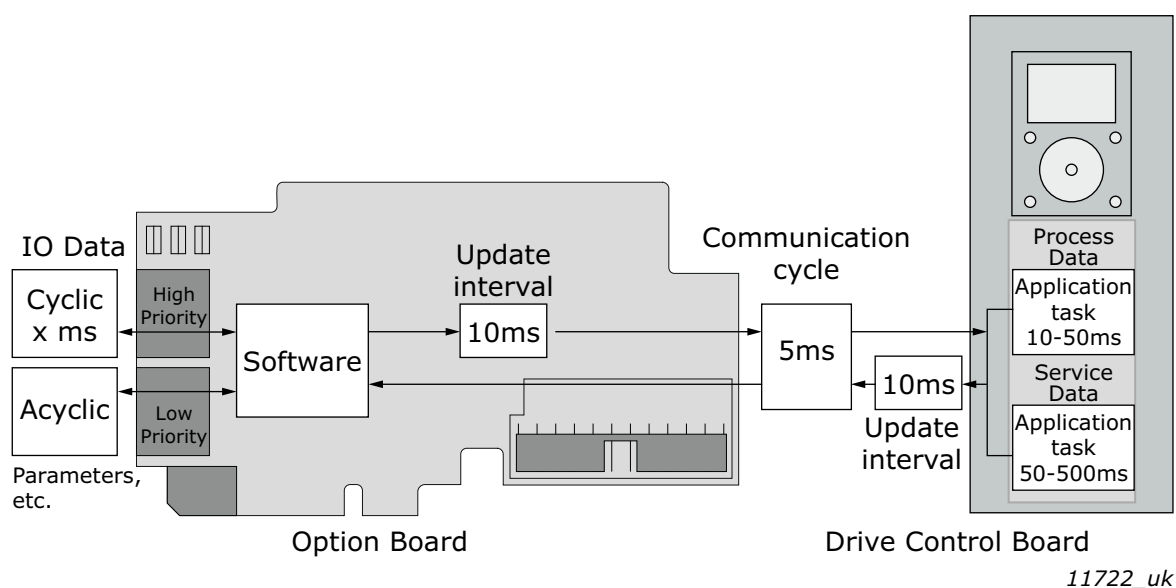 IO Data
Cyclic
x ms
Acyclic
Parameters,
etc.
High
Priority
Low
Priority
Software
Update
interval
10ms
Communication
cycle
5ms
10ms
Update
interval
Process
Data
Application
task
10-50ms
Service
Data
Application
task
50-500ms
Option Board
Drive Control Board
11722_uk